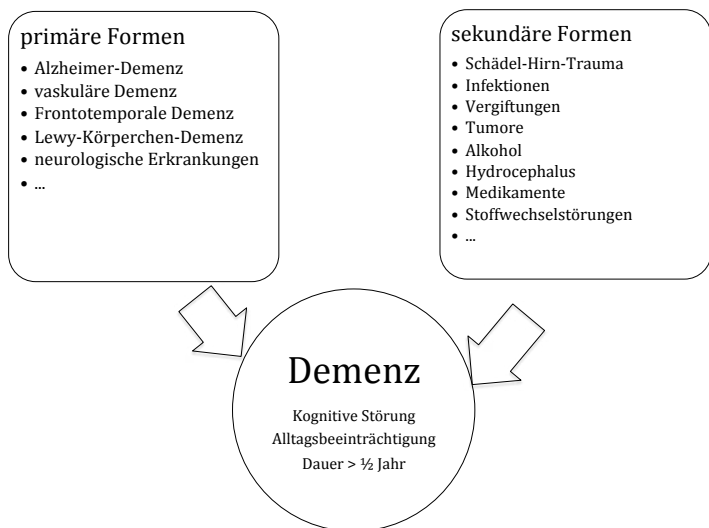 primäre Formen
• Alzheimer-Demenz
• vaskuläre Demenz
• Frontotemporale Demenz
• Lewy-Körperchen-Demenz
• neurologische Erkrankungen
• ...
sekundäre Formen
• Schädel-Hirn-Trauma
• Infektionen
• Vergiftungen
• Tumore
• Alkohol
• Hydrocephalus
• Medikamente
• Stoffwechselstörungen
• ...
Demenz
Kognitive Störung
Alltagsbeeinträchtigung
Dauer > ½ Jahr